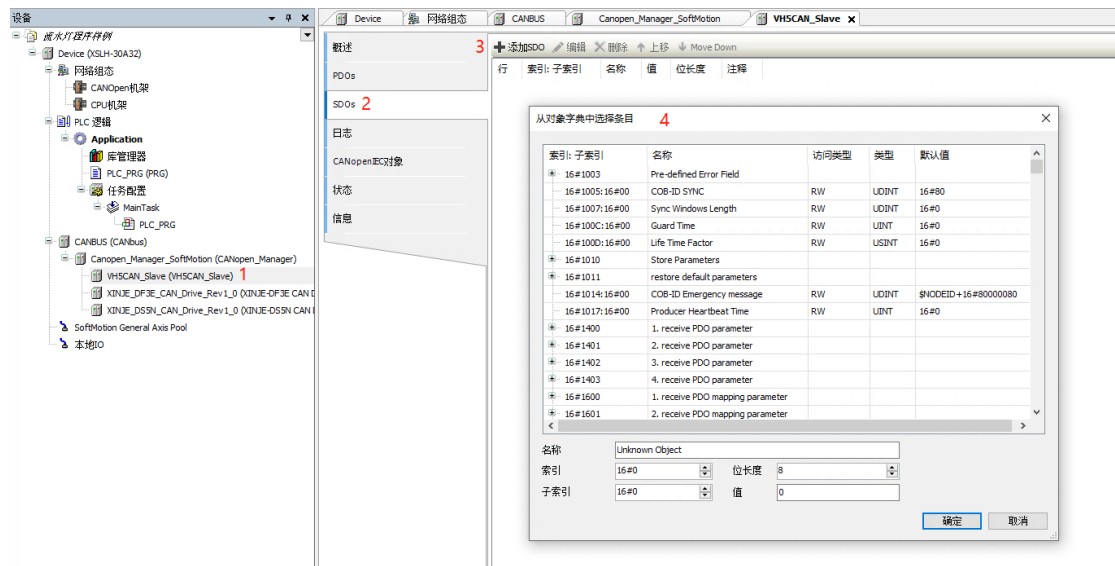 设备
流水灯程序样例
Device (XSLH-30A32)
网络组态
CANOpen机架
CPU机架
PLC 逻辑
Application
库管理器
PLC_PRG (PRG)
任务配置
MainTask
PLC_PRG
CANBUS (CANbus)
Canopen_Manager_SoftMotion (CANopen_Manager)
VH5CAN_Slave (VH5CAN_Slave) 1
XINJE_DF3E_CAN_Drive_Rev1_0 (XINJE-DF3E CAN D
XINJE_DS5N_CAN_Drive_Rev1_0 (XINJE-DS5N CAN I
SoftMotion General Axis Pool
本地IO
Device 网络组态 CANBUS Canopen_Manager_SoftMotion VH5CAN_Slave
概述
PDOs
SDOs 2
日志
CANopenIEC对象
状态
信息
3 添加SDO 编辑 删除 上移 Move Down
行 索引: 子索引 名称 值 位长度 注释
从对象字典中选择条目 4
索引: 子索引 名称 访问类型 类型 默认值
16#1003 Pre-defined Error Field
16#1005:16#00 COB-ID SYNC RW UDINT 16#80
16#1007:16#00 Sync Windows Length RW UDINT 16#0
16#100C:16#00 Guard Time RW UINT 16#0
16#100D:16#00 Life Time Factor RW USINT 16#0
16#1010 Store Parameters
16#1011 restore default parameters
16#1014:16#00 COB-ID Emergency message RW UDINT $NODEID+16#80000080
16#1017:16#00 Producer Heartbeat Time RW UINT 16#0
16#1400 1. receive PDO parameter
16#1401 2. receive PDO parameter
16#1402 3. receive PDO parameter
16#1403 4. receive PDO parameter
16#1600 1. receive PDO mapping parameter
16#1601 2. receive PDO mapping parameter
名称 Unknown Object
索引 16#0 位长度 8
子索引 16#0 值 0
确定 取消